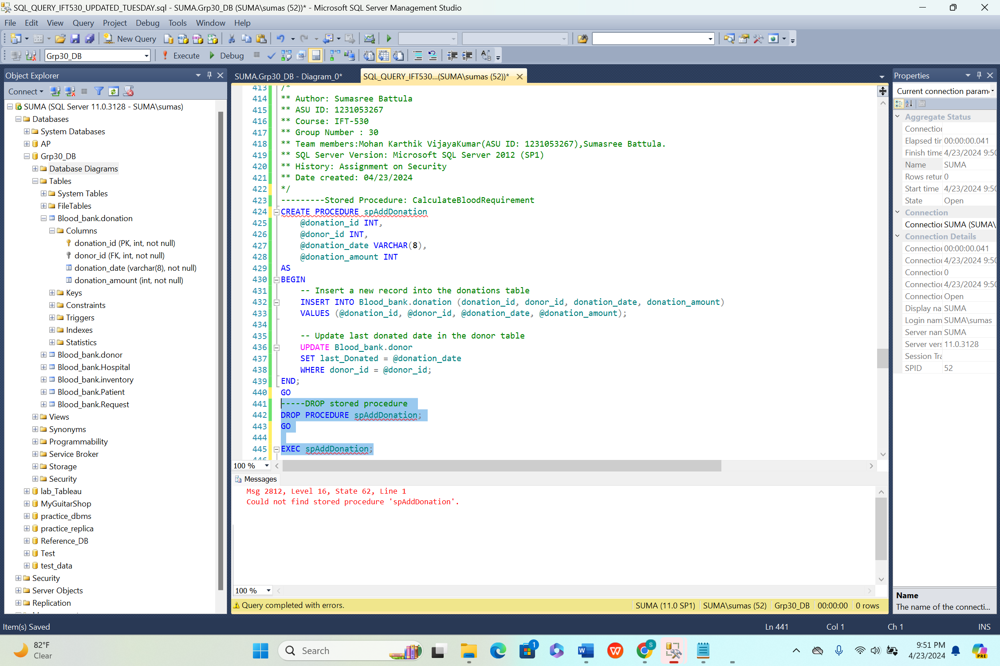 SQL_QUERY_IFT530_UPDATED_TUESDAY.sql - SUMA.Grp30_DB (SUMA\sumas (52))* - Microsoft SQL Server Management Studio
File Edit View Query Project Debug Tools Window Help
New Query
Grp30_DB Execute Debug
Object Explorer
Connect
SUMA (SQL Server 11.0.3128 - SUMA\sumas)
Databases
System Databases
AP
Grp30_DB
Database Diagrams
Tables
System Tables
FileTables
Blood_bank.donation
Columns
donation_id (PK, int, not null)
donor_id (FK, int, not null)
donation_date (varchar(8), not null)
donation_amount (int, not null)
Keys
Constraints
Triggers
Indexes
Statistics
Blood_bank.donor
Blood_bank.Hospital
Blood_bank.inventory
Blood_bank.Patient
Blood_bank.Request
Views
Synonyms
Programmability
Service Broker
Storage
Security
lab_Tableau
MyGuitarShop
practice_dbms
practice_replica
Reference_DB
Test
test_data
Security
Server Objects
Replication
SUMA.Grp30_DB - Diagram_0* SQL_QUERY_IFT530...(SUMA\sumas (52))*
413 /*
414 ** Author: Sumasree Battula
415 ** ASU ID: 1231053267
416 ** Course: IFT-530
417 ** Group Number : 30
418 ** Team members:Mohan Karthik VijayaKumar(ASU ID: 1231053267),Sumasree Battula.
419 ** SQL Server Version: Microsoft SQL Server 2012 (SP1)
420 ** History: Assignment on Security
421 ** Date created: 04/23/2024
422 */
423 ---------Stored Procedure: CalculateBloodRequirement
424 CREATE PROCEDURE spAddDonation
425 @donation_id INT,
426 @donor_id INT,
427 @donation_date VARCHAR(8),
428 @donation_amount INT
429 AS
430 BEGIN
431 -- Insert a new record into the donations table
432 INSERT INTO Blood_bank.donation (donation_id, donor_id, donation_date, donation_amount)
433 VALUES (@donation_id, @donor_id, @donation_date, @donation_amount);
434
435 -- Update last donated date in the donor table
436 UPDATE Blood_bank.donor
437 SET last_Donated = @donation_date
438 WHERE donor_id = @donor_id;
439 END;
440 GO
441 -----DROP stored procedure
442 DROP PROCEDURE spAddDonation;
443 GO
444
445 EXEC spAddDonation;
446
100 %
Messages
Msg 2812, Level 16, State 62, Line 1
Could not find stored procedure 'spAddDonation'.
100 %
Query completed with errors. SUMA (11.0 SP1) SUMA\sumas (52) Grp30_DB 00:00:00 0 rows
Properties
Current connection param
Aggregate Status
Connection
Elapsed tir 00:00:00.041
Finish time 4/23/2024 9:50
Name SUMA
Rows retur 0
Start time 4/23/2024 9:50
State Open
Connection
Connection SUMA (SUMA\
Connection Details
Connection 00:00:00.041
Connection 4/23/2024 9:50
Connection 0
Connection 4/23/2024 9:50
Connection Open
Display na SUMA
Login nam SUMA\sumas
Server nam SUMA
Server vers 11.0.3128
Session Tra
SPID 52
Name
The name of the connecti...
Item(s) Saved Ln 441 Col 1 Ch 1 INS
82°F
Clear
Search
1
S
9:51 PM
4/23/2024
PRE